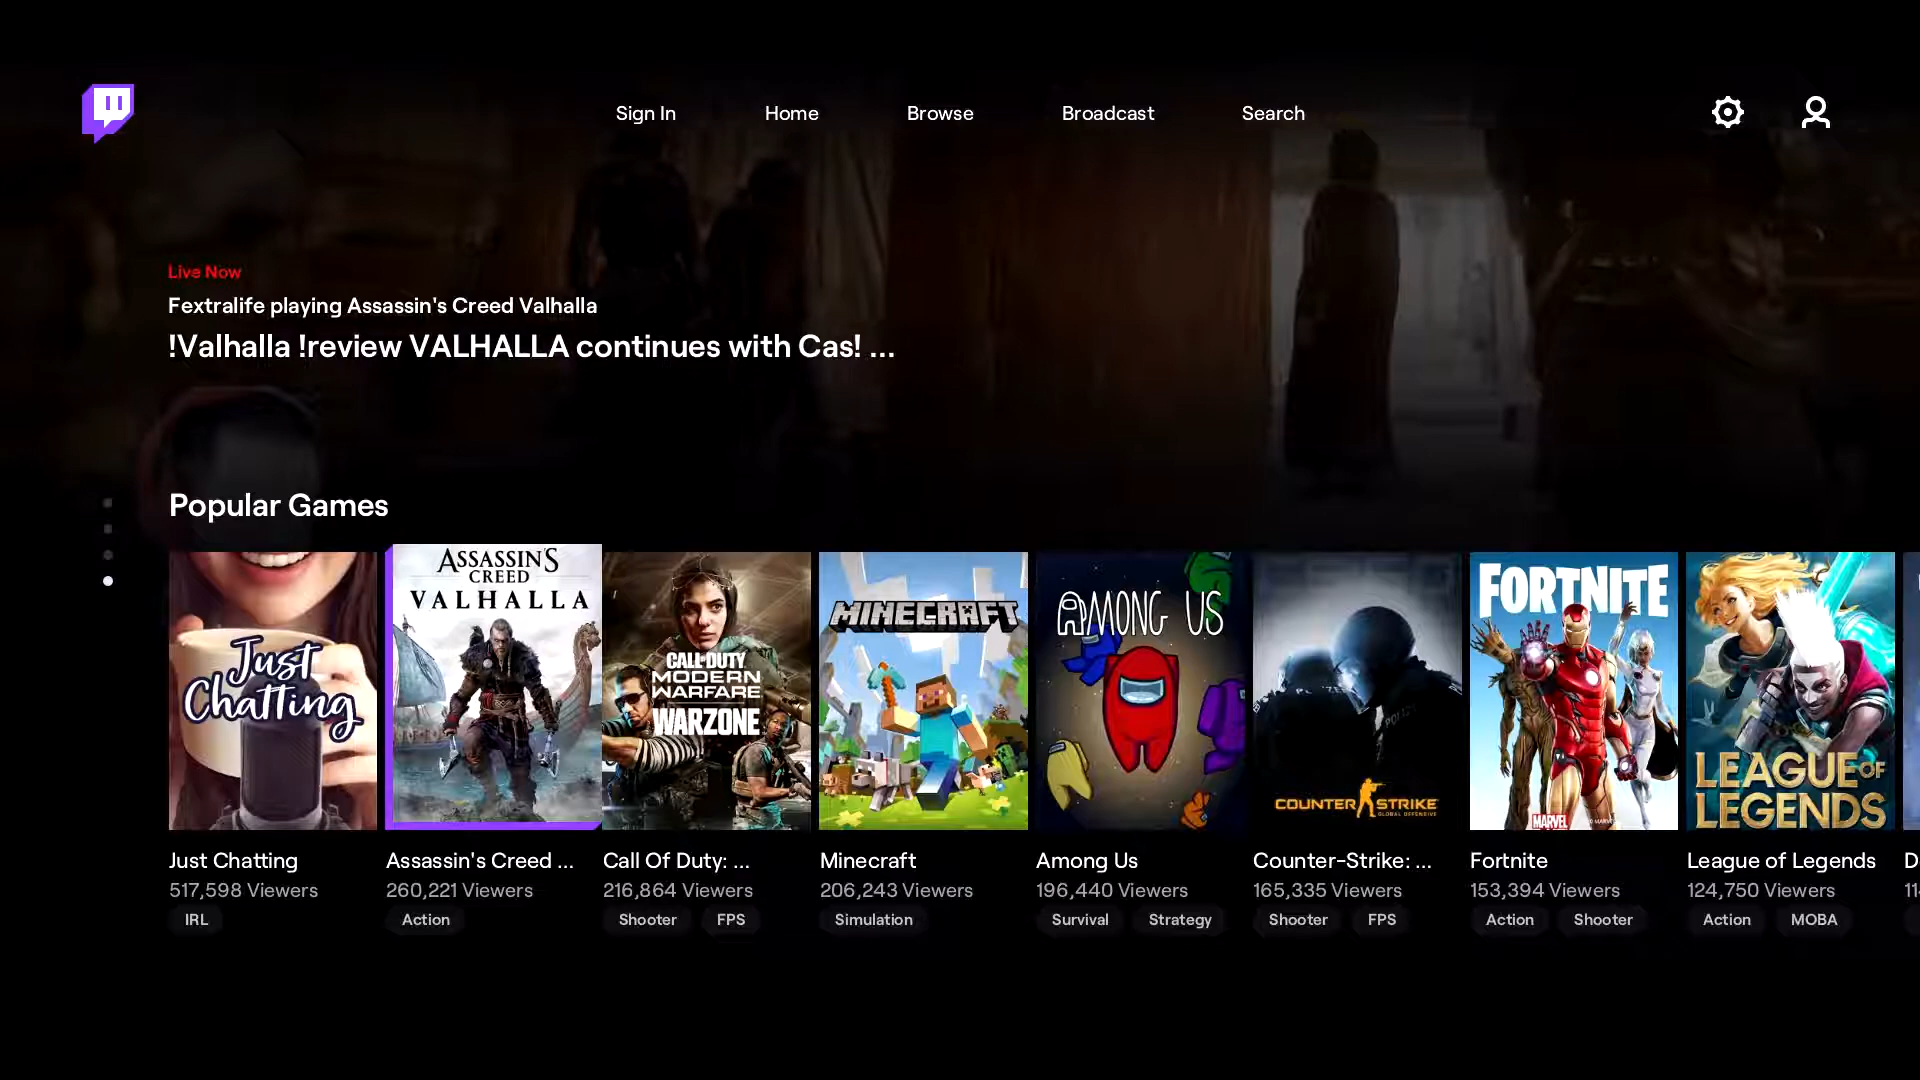 Sign In
Home
Browse
Broadcast
Search
Live Now
Fextralife playing Assassin's Creed Valhalla
!Valhalla !review VALHALLA continues with Cas! ...
Popular Games
Just
Chatting
ASSASSIN'S
CREED
VALHALLA
CALL OF DUTY
MODERN
WARFARE
WARZONE
MINECRAFT
AMONG US
POLIZEI
COUNTER STRIKE
GLOBAL OFFENSIVE
FORTNITE
MARVEL
LEAGUE OF
LEGENDS
Just Chatting
517,598 Viewers
IRL
Assassin's Creed ...
260,221 Viewers
Action
Call Of Duty: ...
216,864 Viewers
Shooter
FPS
Minecraft
206,243 Viewers
Simulation
Among Us
196,440 Viewers
Survival
Strategy
Counter-Strike: ...
165,335 Viewers
Shooter
FPS
Fortnite
153,394 Viewers
Action
Shooter
League of Legends
124,750 Viewers
Action
MOBA